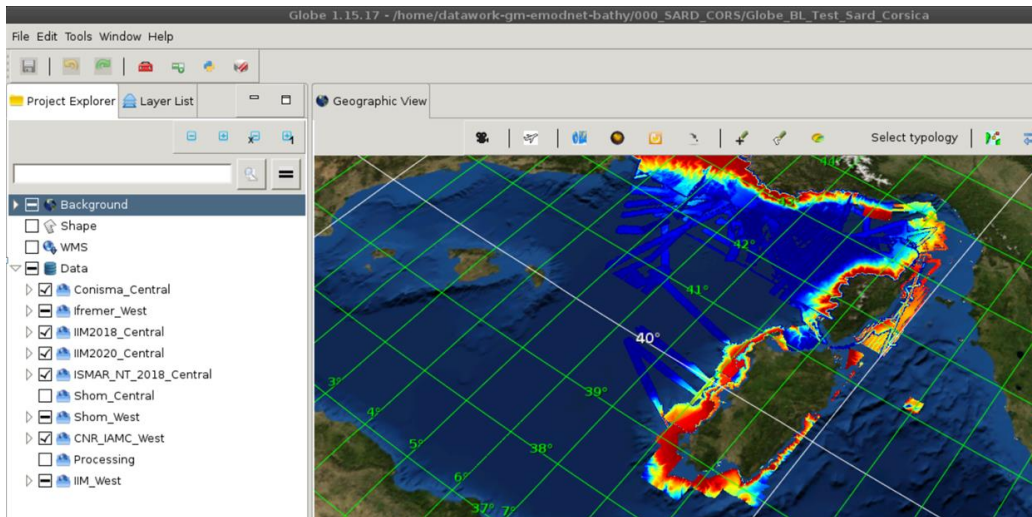 Globe 1.15.17 - /home/datawork-gm-emodnet-bathy/000_SARD_CORS/Globe_BL_Test_Sard_Corsica
File Edit Tools Window Help
Project Explorer Layer List
Geographic View
Select typology
Background
Shape
WMS
Data
Conisma_Central
Ifremer_West
IIM2018_Central
IIM2020_Central
ISMAR_NT_2018_Central
Shom_Central
Shom_West
CNR_IAMC_West
Processing
IIM_West
44°
42°
41°
40°
39°
38°
3°
4°
5°
6°
37° 7°